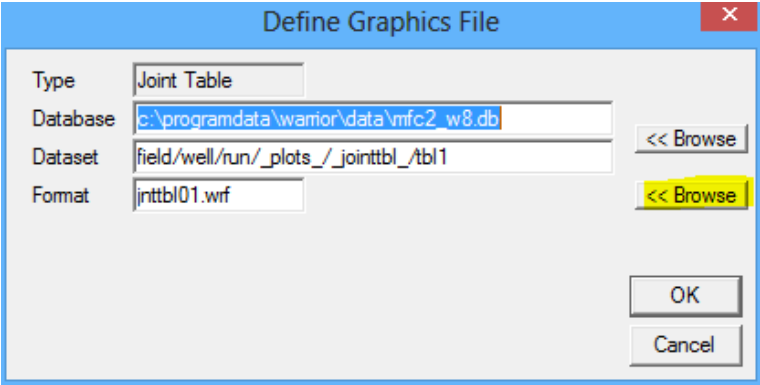 Define Graphics File
Type Joint Table
Database c:\programdata\warrior\data\mfc2_w8.db
<< Browse
Dataset field/well/run/_plots_/_jointtbl_/tbl1
Format jnttbl01.wrf
<< Browse
OK
Cancel